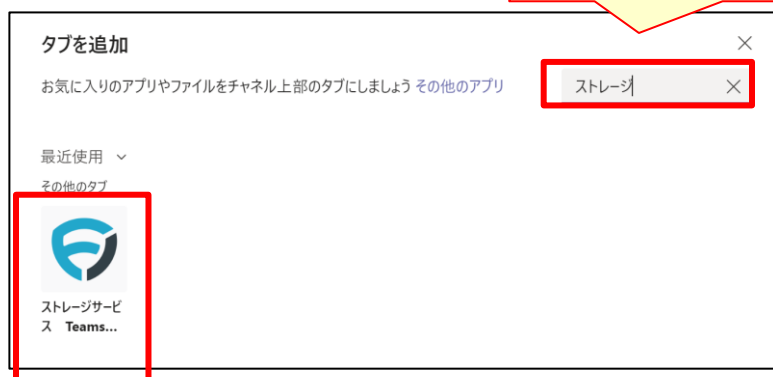 タブを追加
お気に入りのアプリやファイルをチャネル上部のタブにしましょう その他のアプリ
ストレージ
最近使用
その他のタブ
ストレージサービ
ス Teams...